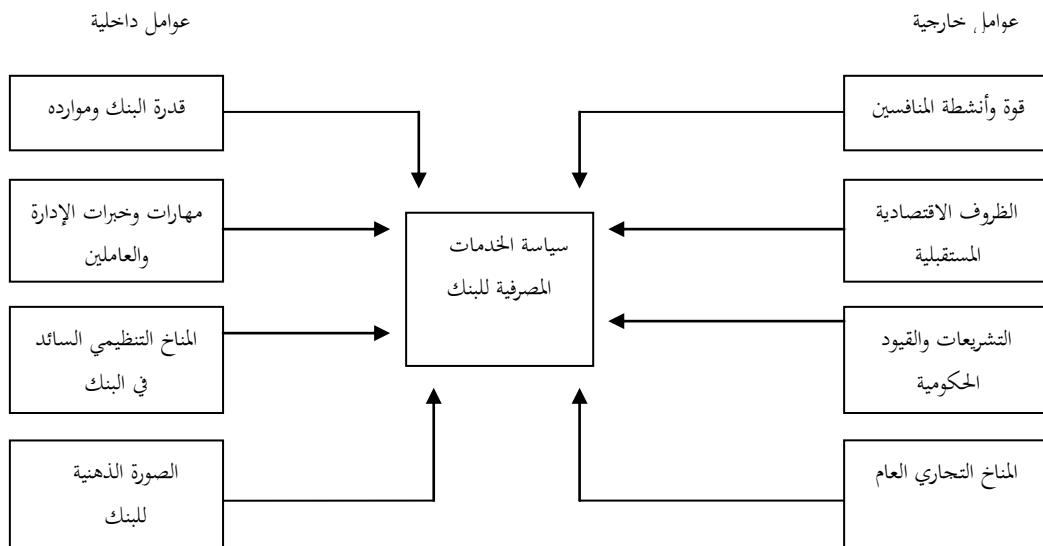 عوامل خارجية
عوامل داخلية
قوة وأنشطة المنافسين
قدرة البنك وموارده
الظروف الاقتصادية
المستقبلية
مهارات وخبرات الإدارة
والعاملين
سياسة الخدمات
المصرفية للبنك
التشريعات والقيود
الحكومية
المناخ التنظيمي السائد
في البنك
المناخ التجاري العام
الصورة الذهنية
للبنك